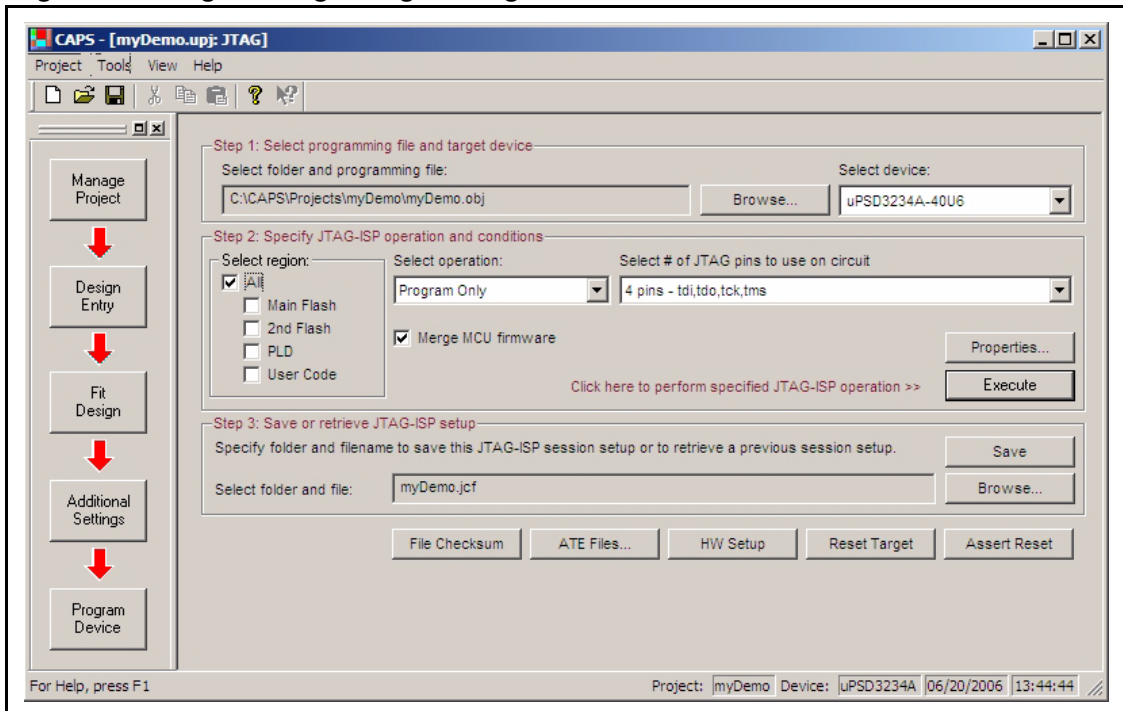 CAPS - [myDemo.upj: JTAG]
Project Tools View Help
Manage
Project
Design
Entry
Fit
Design
Additional
Settings
Program
Device
Step 1: Select programming file and target device
Select folder and programming file:
Select device:
C:\CAPS\Projects\myDemo\myDemo.obj
Browse...
uPSD3234A-40U6
Step 2: Specify JTAG-ISP operation and conditions
Select region:
All
Main Flash
2nd Flash
PLD
User Code
Select operation:
Program Only
Select # of JTAG pins to use on circuit
4 pins - tdi,tdo,tck,tms
Merge MCU firmware
Properties...
Click here to perform specified JTAG-ISP operation >>
Execute
Step 3: Save or retrieve JTAG-ISP setup
Specify folder and filename to save this JTAG-ISP session setup or to retrieve a previous session setup.
Save
Select folder and file:
myDemo.jcf
Browse...
File Checksum
ATE Files...
HW Setup
Reset Target
Assert Reset
For Help, press F1
Project: myDemo Device: uPSD3234A 06/20/2006 13:44:44